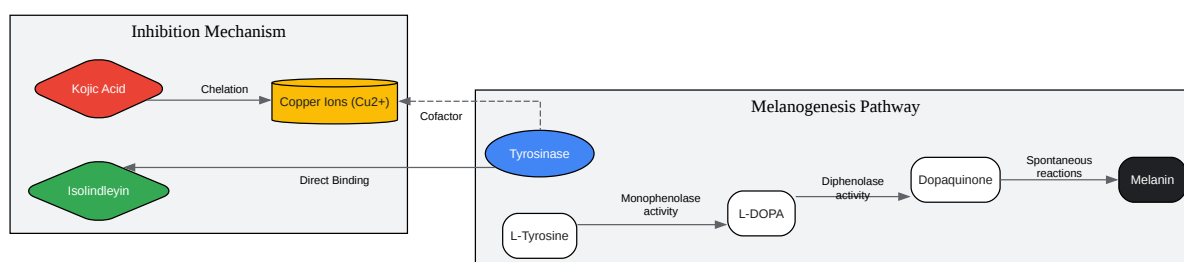 Inhibition Mechanism
Kojic Acid
Chelation
Copper Ions (Cu2+)
Cofactor
Isolindleyin
Direct Binding
Melanogenesis Pathway
Tyrosinase
L-Tyrosine
Monophenolase
activity
L-DOPA
Diphenolase
activity
Dopaquinone
Spontaneous
reactions
Melanin